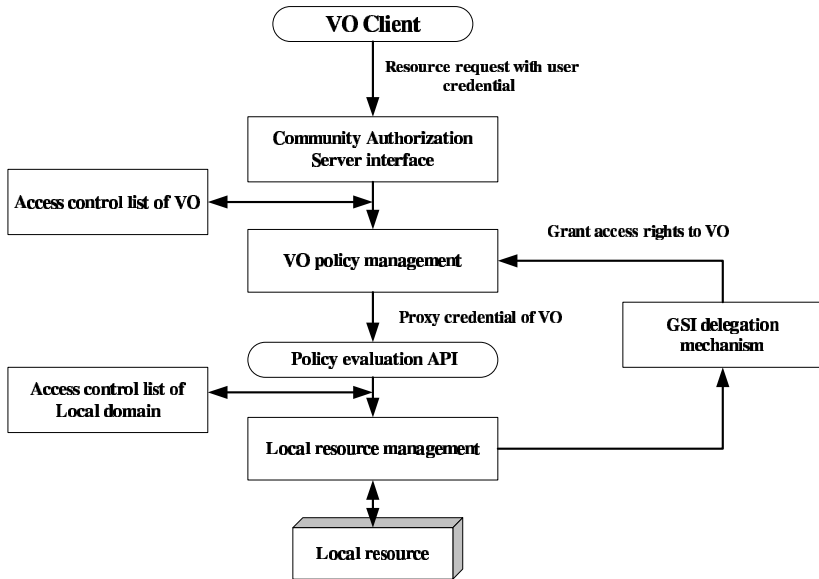 VO Client
Resource request with user
credential
Community Authorization
Server interface
Access control list of VO
Grant access rights to VO
VO policy management
Proxy credential of VO
GSI delegation
mechanism
Policy evaluation API
Access control list of
Local domain
Local resource management
Local resource